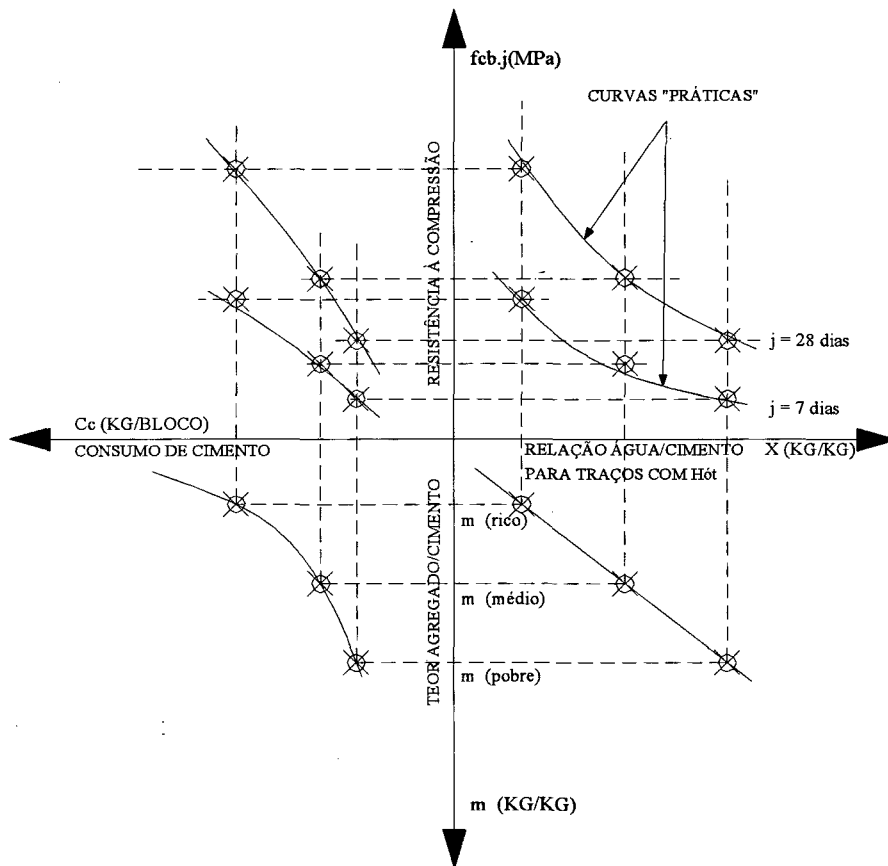 fcb.j(MPa)
CURVAS "PRÁTICAS"
RESISTÊNCIA À COMPRESSÃO
j = 28 dias
j = 7 dias
Cc (KG/BLOCO)
CONSUMO DE CIMENTO
RELAÇÃO ÁGUA/CIMENTO
PARA TRAÇOS COM Hót
X (KG/KG)
TEOR AGREGADO/CIMENTO
m (rico)
m (médio)
m (pobre)
m (KG/KG)